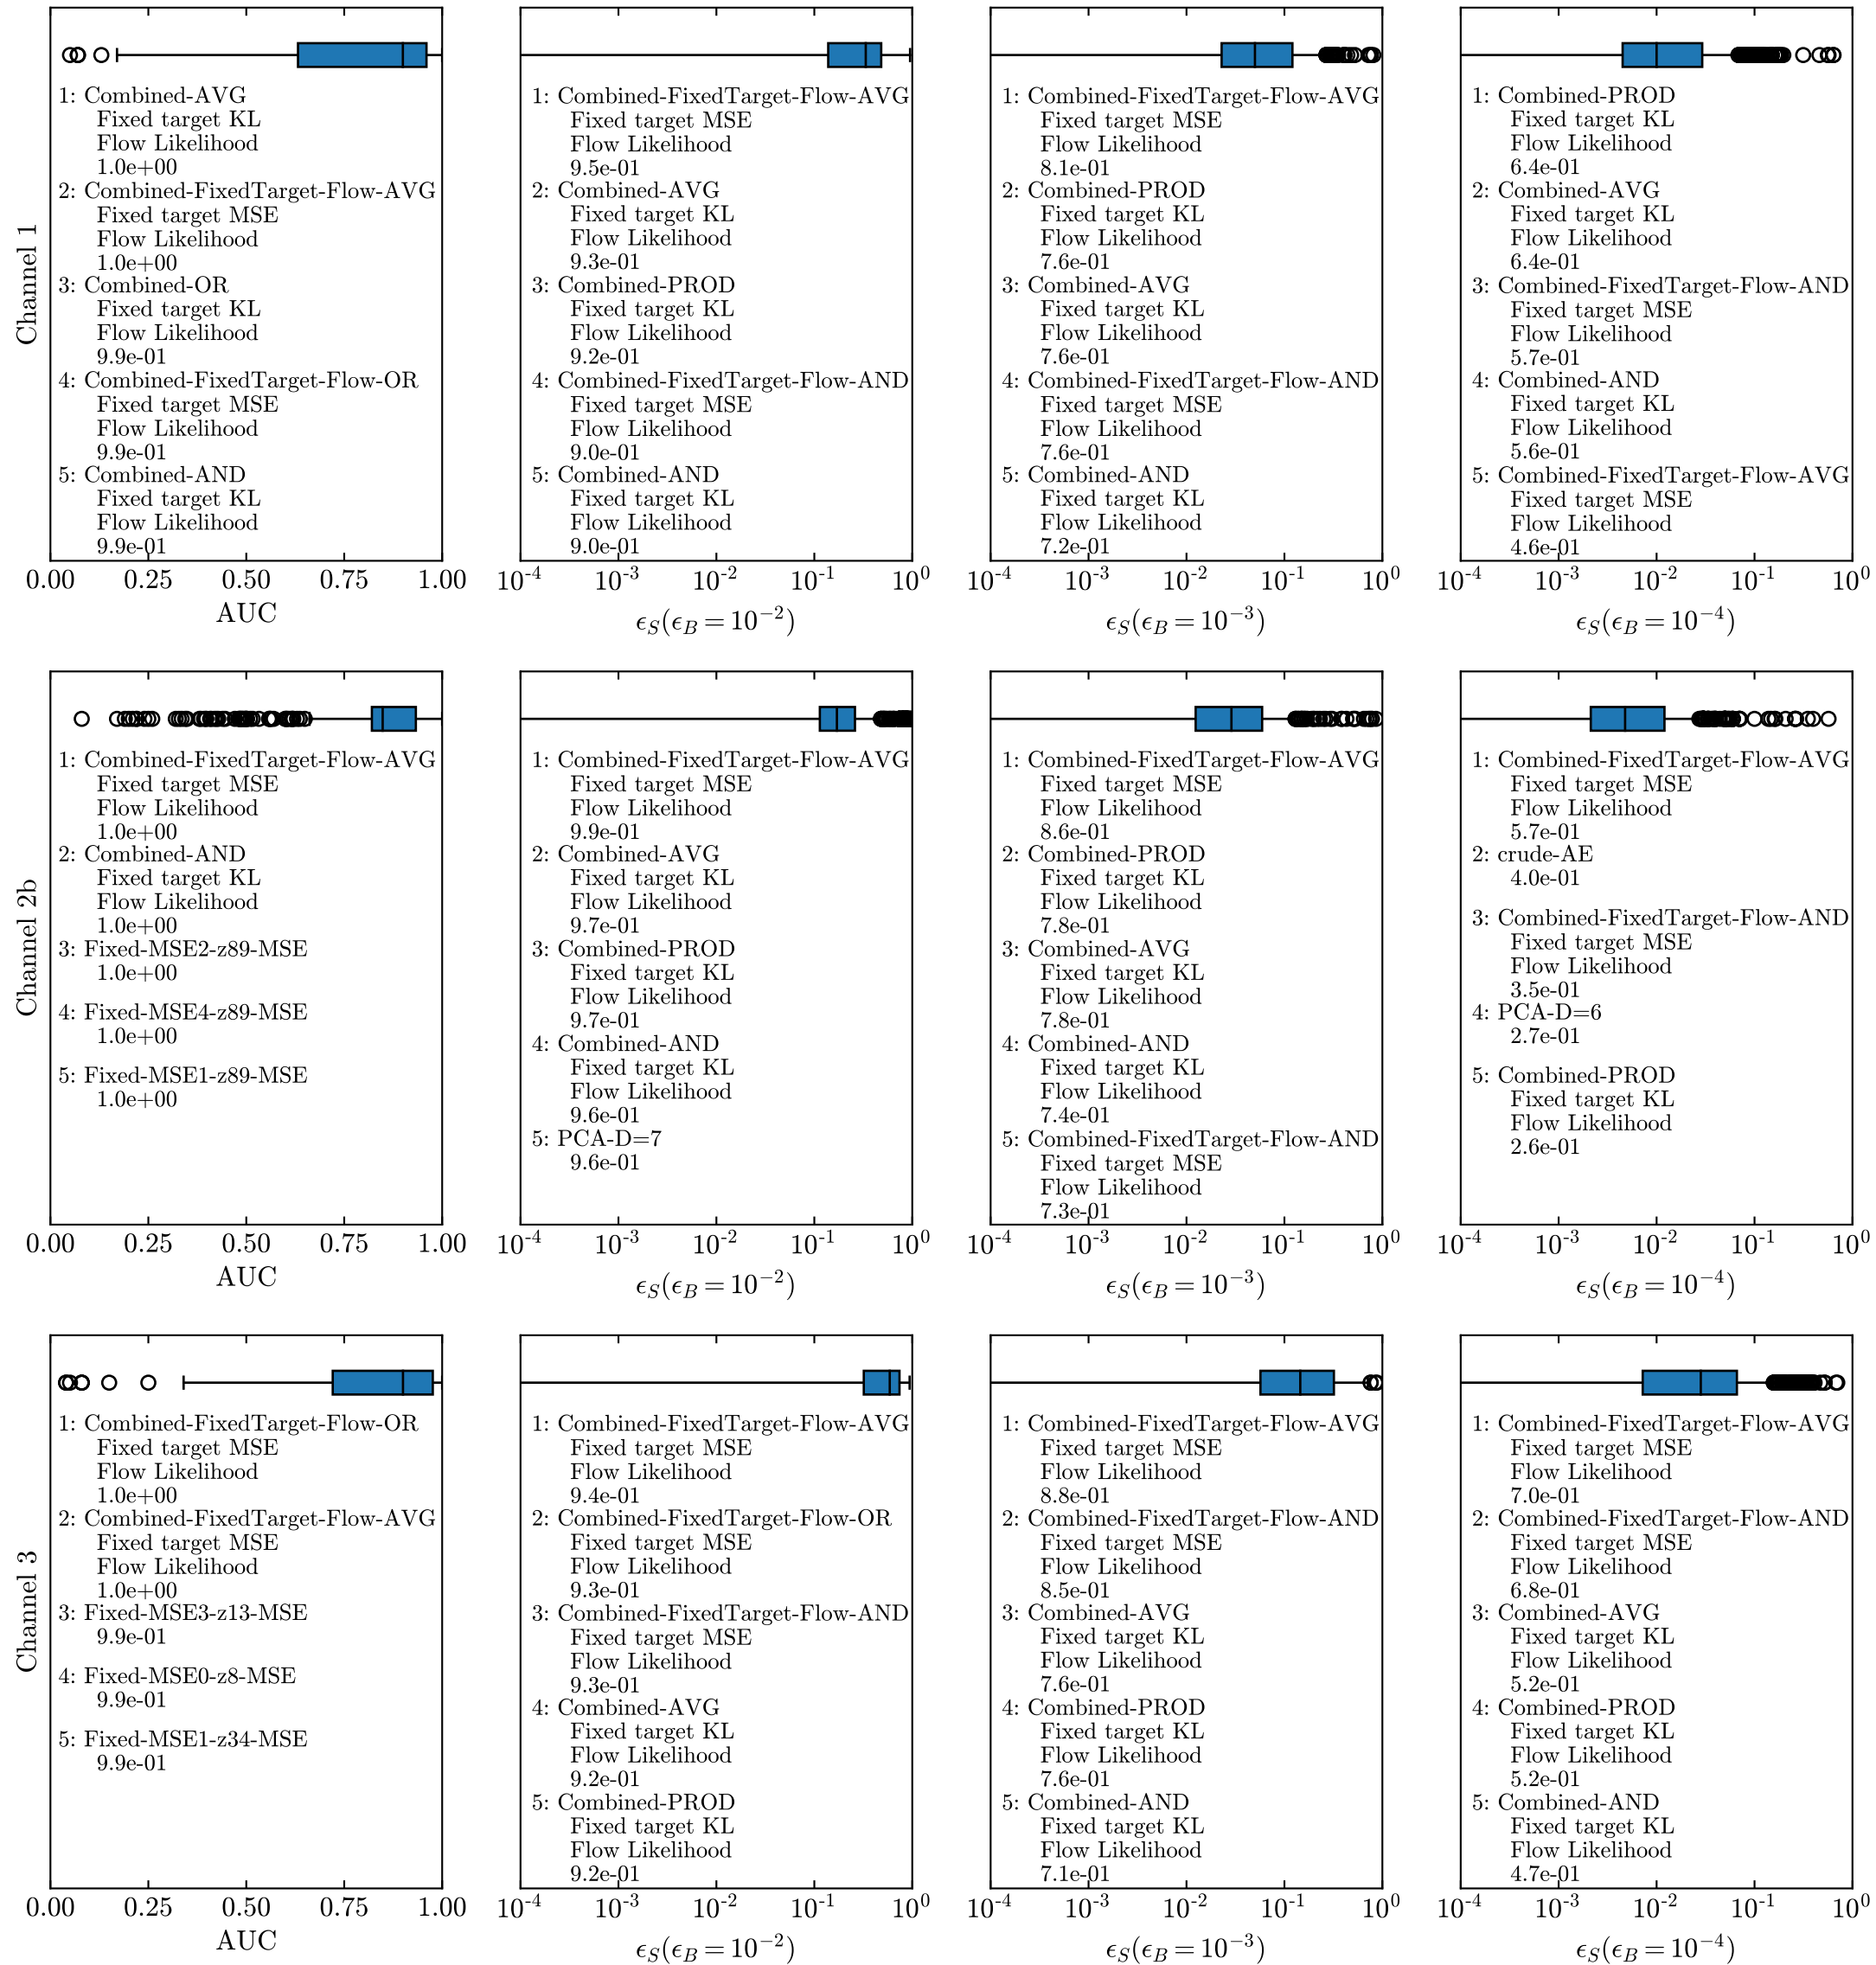 Channel 1
1: Combined-AVG
Fixed target KL
Flow Likelihood
1.0e+00
2: Combined-FixedTarget-Flow-AVG
Fixed target MSE
Flow Likelihood
1.0e+00
3: Combined-OR
Fixed target KL
Flow Likelihood
9.9e-01
4: Combined-FixedTarget-Flow-OR
Fixed target MSE
Flow Likelihood
9.9e-01
5: Combined-AND
Fixed target KL
Flow Likelihood
9.9e-01
0.00 0.25 0.50 0.75 1.00
AUC
1: Combined-FixedTarget-Flow-AVG
Fixed target MSE
Flow Likelihood
9.5e-01
2: Combined-AVG
Fixed target KL
Flow Likelihood
9.3e-01
3: Combined-PROD
Fixed target KL
Flow Likelihood
9.2e-01
4: Combined-FixedTarget-Flow-AND
Fixed target MSE
Flow Likelihood
9.0e-01
5: Combined-AND
Fixed target KL
Flow Likelihood
9.0e-01
10⁻⁴ 10⁻³ 10⁻² 10⁻¹ 10⁰
ϵ_S(ϵ_B = 10⁻²)
1: Combined-FixedTarget-Flow-AVG
Fixed target MSE
Flow Likelihood
8.1e-01
2: Combined-PROD
Fixed target KL
Flow Likelihood
7.6e-01
3: Combined-AVG
Fixed target KL
Flow Likelihood
7.6e-01
4: Combined-FixedTarget-Flow-AND
Fixed target MSE
Flow Likelihood
7.6e-01
5: Combined-AND
Fixed target KL
Flow Likelihood
7.2e-01
10⁻⁴ 10⁻³ 10⁻² 10⁻¹ 10⁰
ϵ_S(ϵ_B = 10⁻³)
1: Combined-PROD
Fixed target KL
Flow Likelihood
6.4e-01
2: Combined-AVG
Fixed target KL
Flow Likelihood
6.4e-01
3: Combined-FixedTarget-Flow-AND
Fixed target MSE
Flow Likelihood
5.7e-01
4: Combined-AND
Fixed target KL
Flow Likelihood
5.6e-01
5: Combined-FixedTarget-Flow-AVG
Fixed target MSE
Flow Likelihood
4.6e-01
10⁻⁴ 10⁻³ 10⁻² 10⁻¹ 10⁰
ϵ_S(ϵ_B = 10⁻⁴)
Channel 2b
1: Combined-FixedTarget-Flow-AVG
Fixed target MSE
Flow Likelihood
1.0e+00
2: Combined-AND
Fixed target KL
Flow Likelihood
1.0e+00
3: Fixed-MSE2-z89-MSE
1.0e+00
4: Fixed-MSE4-z89-MSE
1.0e+00
5: Fixed-MSE1-z89-MSE
1.0e+00
0.00 0.25 0.50 0.75 1.00
AUC
1: Combined-FixedTarget-Flow-AVG
Fixed target MSE
Flow Likelihood
9.9e-01
2: Combined-AVG
Fixed target KL
Flow Likelihood
9.7e-01
3: Combined-PROD
Fixed target KL
Flow Likelihood
9.7e-01
4: Combined-AND
Fixed target KL
Flow Likelihood
9.6e-01
5: PCA-D=7
9.6e-01
10⁻⁴ 10⁻³ 10⁻² 10⁻¹ 10⁰
ϵ_S(ϵ_B = 10⁻²)
1: Combined-FixedTarget-Flow-AVG
Fixed target MSE
Flow Likelihood
8.6e-01
2: Combined-PROD
Fixed target KL
Flow Likelihood
7.8e-01
3: Combined-AVG
Fixed target KL
Flow Likelihood
7.8e-01
4: Combined-AND
Fixed target KL
Flow Likelihood
7.4e-01
5: Combined-FixedTarget-Flow-AND
Fixed target MSE
Flow Likelihood
7.3e-01
10⁻⁴ 10⁻³ 10⁻² 10⁻¹ 10⁰
ϵ_S(ϵ_B = 10⁻³)
1: Combined-FixedTarget-Flow-AVG
Fixed target MSE
Flow Likelihood
5.7e-01
2: crude-AE
4.0e-01
3: Combined-FixedTarget-Flow-AND
Fixed target MSE
Flow Likelihood
3.5e-01
4: PCA-D=6
2.7e-01
5: Combined-PROD
Fixed target KL
Flow Likelihood
2.6e-01
10⁻⁴ 10⁻³ 10⁻² 10⁻¹ 10⁰
ϵ_S(ϵ_B = 10⁻⁴)
Channel 3
1: Combined-FixedTarget-Flow-OR
Fixed target MSE
Flow Likelihood
1.0e+00
2: Combined-FixedTarget-Flow-AVG
Fixed target MSE
Flow Likelihood
1.0e+00
3: Fixed-MSE3-z13-MSE
9.9e-01
4: Fixed-MSE0-z8-MSE
9.9e-01
5: Fixed-MSE1-z34-MSE
9.9e-01
0.00 0.25 0.50 0.75 1.00
AUC
1: Combined-FixedTarget-Flow-AVG
Fixed target MSE
Flow Likelihood
9.4e-01
2: Combined-FixedTarget-Flow-OR
Fixed target MSE
Flow Likelihood
9.3e-01
3: Combined-FixedTarget-Flow-AND
Fixed target MSE
Flow Likelihood
9.3e-01
4: Combined-AVG
Fixed target KL
Flow Likelihood
9.2e-01
5: Combined-PROD
Fixed target KL
Flow Likelihood
9.2e-01
10⁻⁴ 10⁻³ 10⁻² 10⁻¹ 10⁰
ϵ_S(ϵ_B = 10⁻²)
1: Combined-FixedTarget-Flow-AVG
Fixed target MSE
Flow Likelihood
8.8e-01
2: Combined-FixedTarget-Flow-AND
Fixed target MSE
Flow Likelihood
8.5e-01
3: Combined-AVG
Fixed target KL
Flow Likelihood
7.6e-01
4: Combined-PROD
Fixed target KL
Flow Likelihood
7.6e-01
5: Combined-AND
Fixed target KL
Flow Likelihood
7.1e-01
10⁻⁴ 10⁻³ 10⁻² 10⁻¹ 10⁰
ϵ_S(ϵ_B = 10⁻³)
1: Combined-FixedTarget-Flow-AVG
Fixed target MSE
Flow Likelihood
7.0e-01
2: Combined-FixedTarget-Flow-AND
Fixed target MSE
Flow Likelihood
6.8e-01
3: Combined-AVG
Fixed target KL
Flow Likelihood
5.2e-01
4: Combined-PROD
Fixed target KL
Flow Likelihood
5.2e-01
5: Combined-AND
Fixed target KL
Flow Likelihood
4.7e-01
10⁻⁴ 10⁻³ 10⁻² 10⁻¹ 10⁰
ϵ_S(ϵ_B = 10⁻⁴)